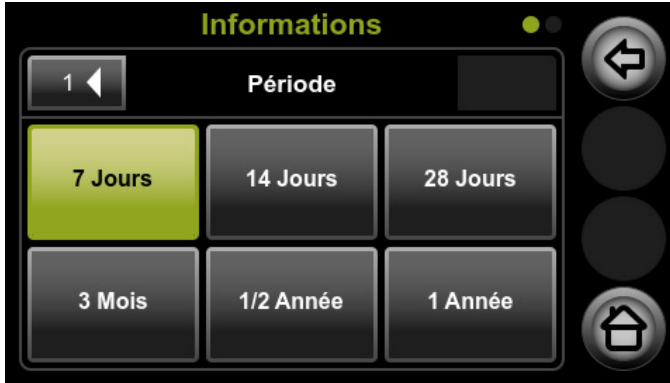 Informations
1 Période
7 Jours 14 Jours 28 Jours
3 Mois 1/2 Année 1 Année